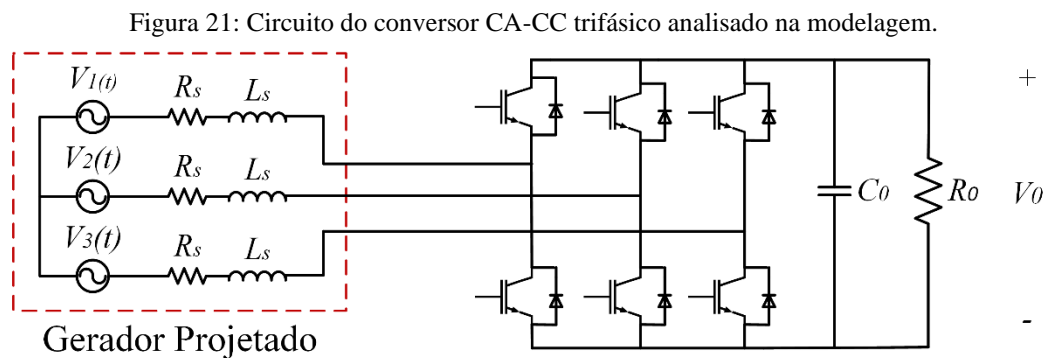 Figura 21: Circuito do conversor CA-CC trifásico analisado na modelagem.
V1(t) Rs Ls
V2(t) Rs Ls
V3(t) Rs Ls
Gerador Projetado
C0 R0
+
V0
-